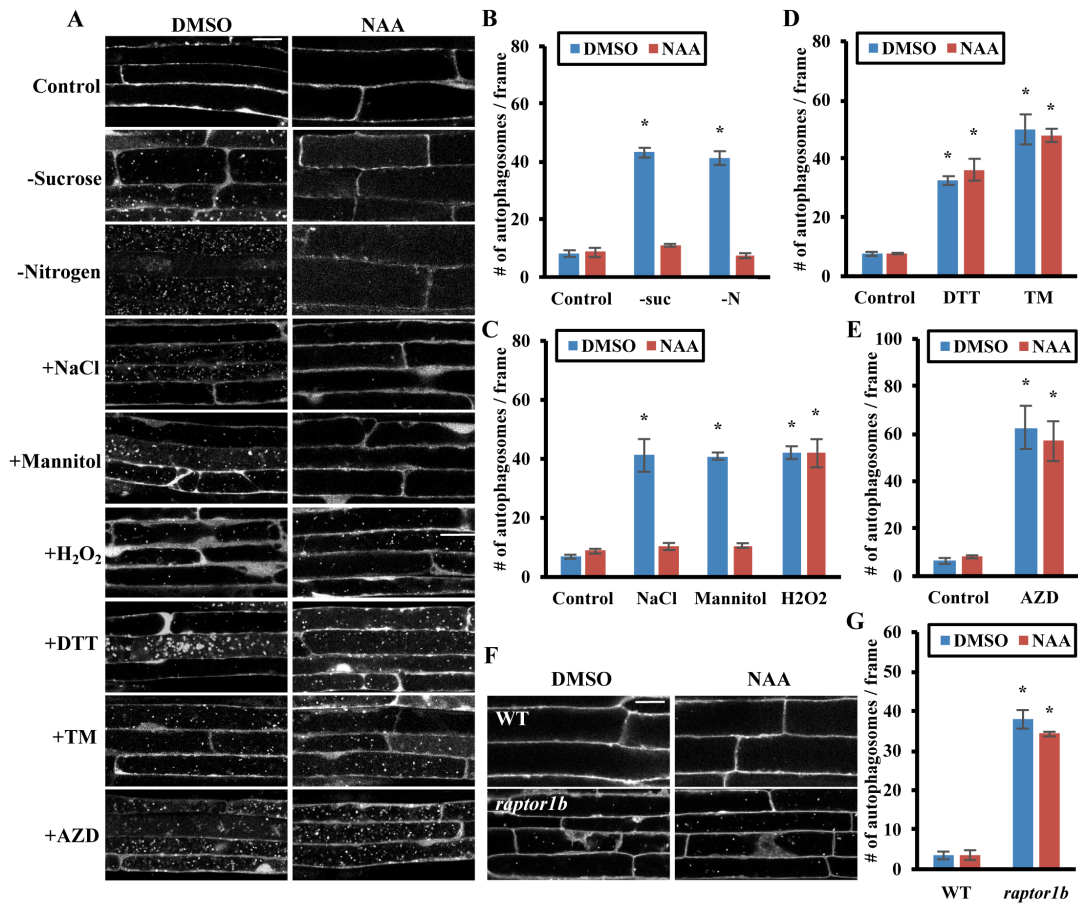 A
DMSO NAA
Control
-Sucrose
-Nitrogen
+NaCl
+Mannitol
+H₂O₂
+DTT
+TM
+AZD
B
DMSO NAA
# of autophagosomes / frame
80
60
40
20
0
* *
Control -suc -N
C
DMSO NAA
# of autophagosomes / frame
80
60
40
20
0
* * * *
Control NaCl Mannitol H2O2
D
DMSO NAA
# of autophagosomes / frame
80
60
40
20
0
* * * *
Control DTT TM
E
DMSO NAA
# of autophagosomes / frame
100
80
60
40
20
0
* *
Control AZD
F
DMSO NAA
WT
raptor1b
G
DMSO NAA
# of autophagosomes / frame
60
50
40
30
20
10
0
* *
WT raptor1b